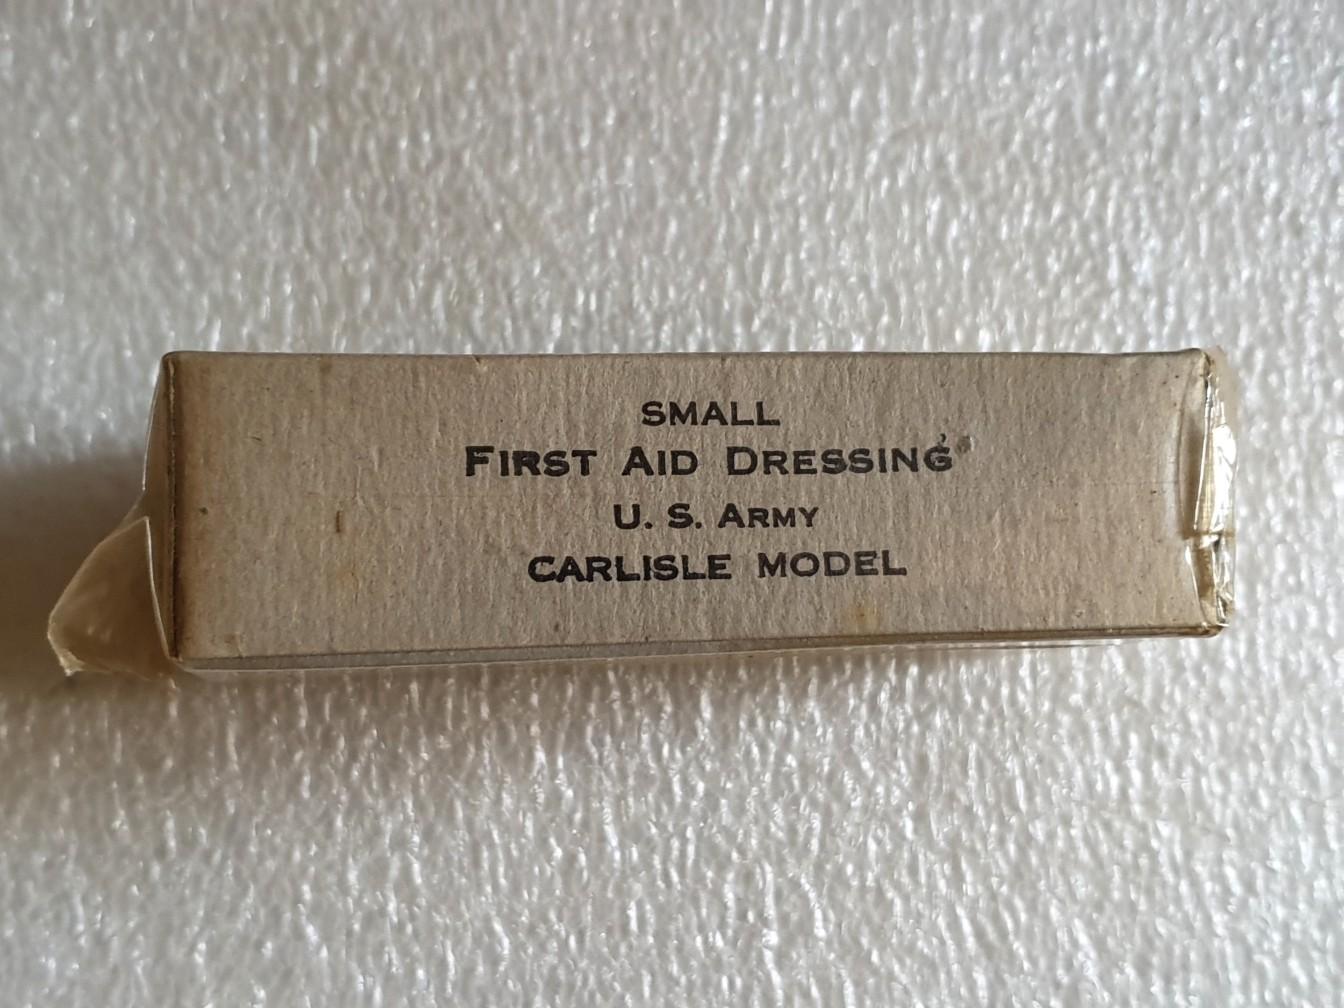 SMALL
FIRST AID DRESSING
U. S. ARMY
CARLISLE MODEL